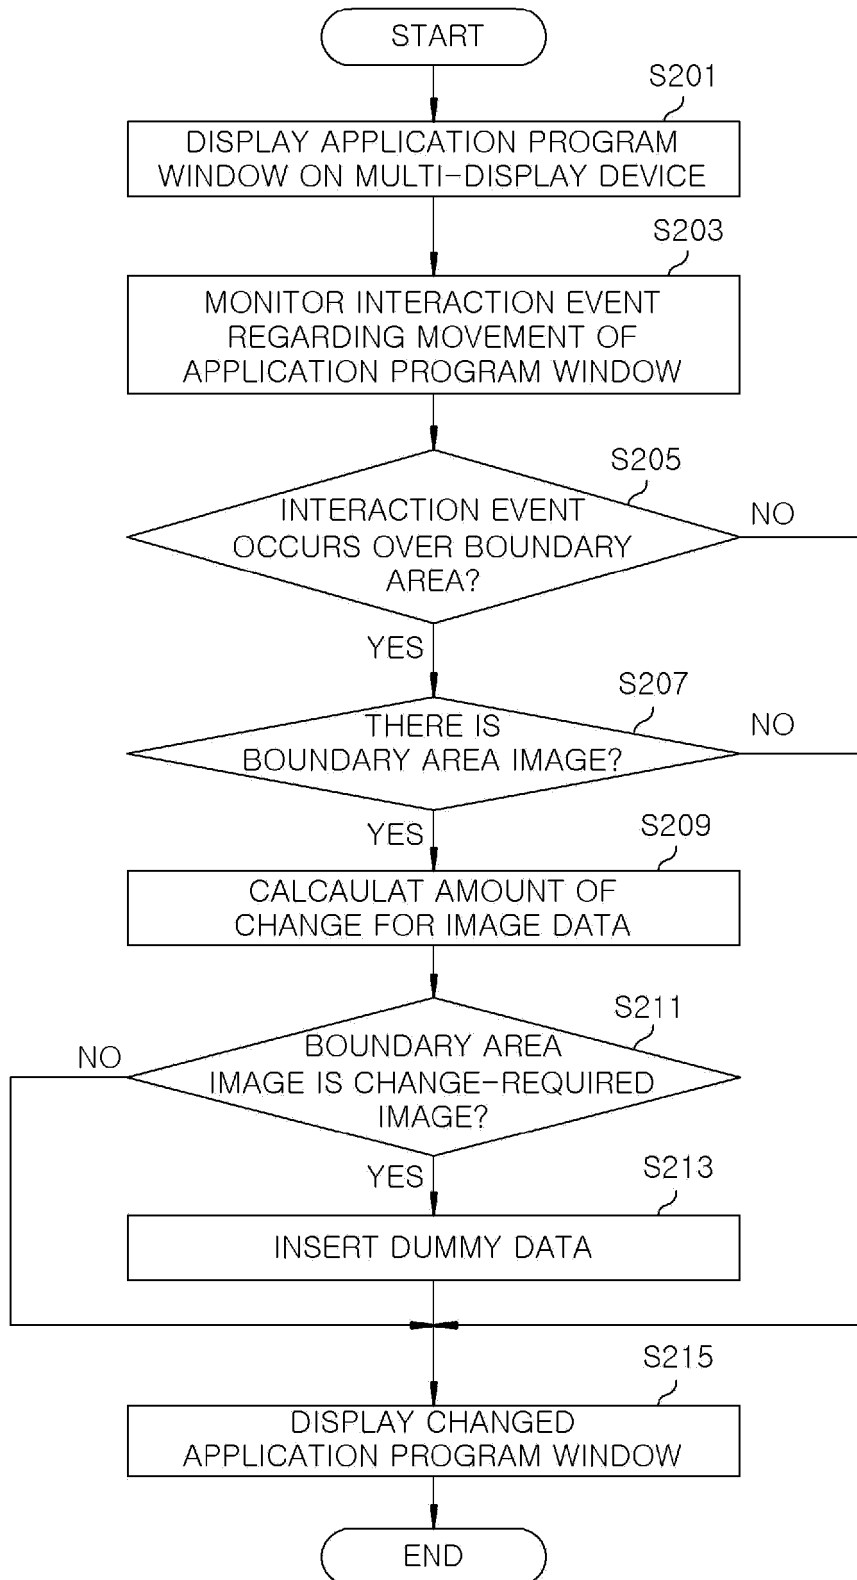 START
S201
DISPLAY APPLICATION PROGRAM
WINDOW ON MULTI-DISPLAY DEVICE
S203
MONITOR INTERACTION EVENT
REGARDING MOVEMENT OF
APPLICATION PROGRAM WINDOW
S205
INTERACTION EVENT
OCCURS OVER BOUNDARY
AREA?
NO
YES
S207
THERE IS
BOUNDARY AREA IMAGE?
NO
YES
S209
CALCAULAT AMOUNT OF
CHANGE FOR IMAGE DATA
S211
BOUNDARY AREA
IMAGE IS CHANGE-REQUIRED
IMAGE?
NO
YES
S213
INSERT DUMMY DATA
S215
DISPLAY CHANGED
APPLICATION PROGRAM WINDOW
END